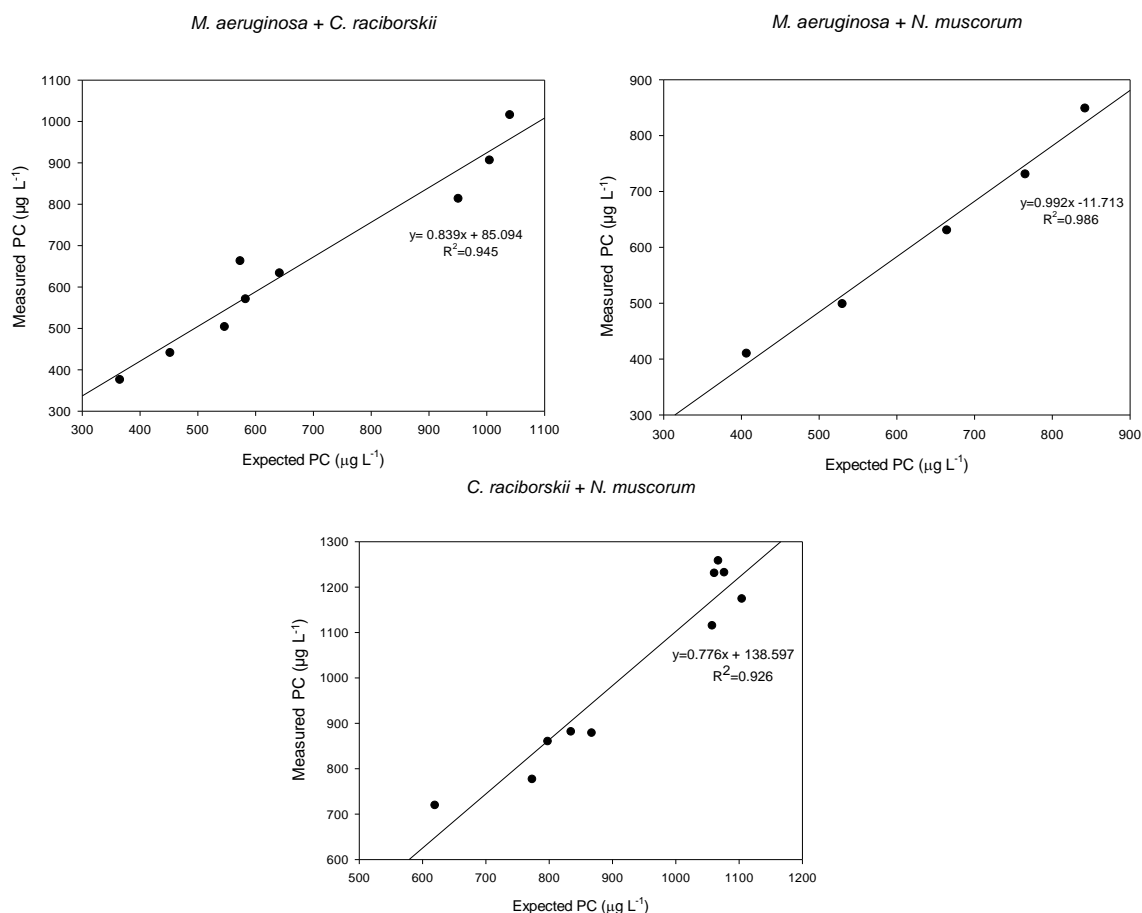 M. aeruginosa + C. raciborskii
1100
1000
900
800
700
600
500
400
300
Measured PC (µg L-1)
y= 0.839x + 85.094
R2=0.945
300 400 500 600 700 800 900 1000 1100
Expected PC (µg L-1)
M. aeruginosa + N. muscorum
900
800
700
600
500
400
300
Measured PC (µg L-1)
y=0.992x -11.713
R2=0.986
300 400 500 600 700 800 900
Expected PC (µg L-1)
C. raciborskii + N. muscorum
1300
1200
1100
1000
900
800
700
600
Measured PC (µg L-1)
y=0.776x + 138.597
R2=0.926
500 600 700 800 900 1000 1100 1200
Expected PC (µg L-1)